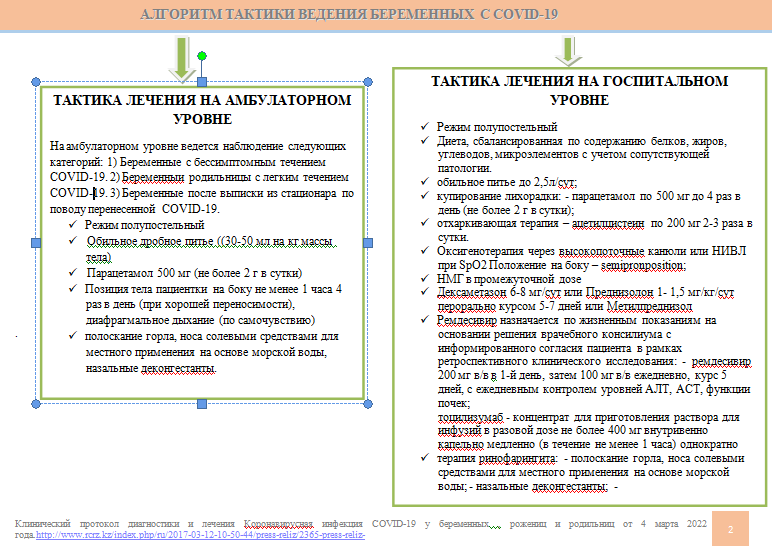 АЛГОРИТМ ТАКТИКИ ВЕДЕНИЯ БЕРЕМЕННЫХ С COVID-19
ТАКТИКА ЛЕЧЕНИЯ НА АМБУЛАТОРНОМ
УРОВНЕ
На амбулаторном уровне ведется наблюдение следующих
категорий: 1) Беременные с бессимптомным течением
COVID-19. 2) Беременныи родильницы с легким течением
COVID-19. 3) Беременные после выписки из стационара по
поводу перенесенной COVID-19.
✓ Режим полупостельный
✓ Обильное дробное питье ((30-50 мл на кг массы
тела)
✓ Парацетамол 500 мг (не более 2 г в сутки)
✓ Позиция тела пациентки на боку не менее 1 часа 4
раз в день (при хорошей переносимости),
диафрагмальное дыхание (по самочувствию)
✓ полоскание горла, носа солевыми средствами для
местного применения на основе морской воды,
назальные деконгестанты.
ТАКТИКА ЛЕЧЕНИЯ НА ГОСПИТАЛЬНОМ
УРОВНЕ
✓ Режим полупостельный
✓ Диета, сбалансированная по содержанию белков, жиров,
углеводов, микроэлементов с учетом сопутствующей
патологии.
✓ обильное питье до 2,5л/сут;
✓ купирование лихорадки: - парацетамол по 500 мг до 4 раз в
день (не более 2 г в сутки);
✓ отхаркивающая терапия – ацетилцистеин по 200 мг 2-3 раза в
сутки.
✓ Оксигенотерапия через высокопоточные канюли или НИВЛ
при SpO2 Положение на боку – semipronposition;
✓ НМГ в промежуточной дозе
✓ Дексаметазон 6-8 мг/сут или Преднизолон 1- 1,5 мг/кг/сут
перорально курсом 5-7 дней или Метилпреднизол
✓ Ремдесивир назначается по жизненным показаниям на
основании решения врачебного консилиума с
информированного согласия пациента в рамках
ретроспективного клинического исследования: - ремдесивир
200 мг в/в в 1-й день, затем 100 мг в/в ежедневно, курс 5
дней, с ежедневным контролем уровней АЛТ, АСТ, функции
почек;
тоцилизумаб - концентрат для приготовления раствора для
инфузий в разовой дозе не более 400 мг внутривенно
капельно медленно (в течение не менее 1 часа) однократно
✓ терапия ринофарингита: - полоскание горла, носа солевыми
средствами для местного применения на основе морской
воды; - назальные деконгестанты; -
Клинический протокол диагностики и лечения Коронавирусная инфекция COVID-19 у беременных,,, рожениц и родильниц от 4 марта 2022
года.http://www.rcrz.kz/index.php/ru/2017-03-12-10-50-44/press-reliz/2365-press-reliz-
2